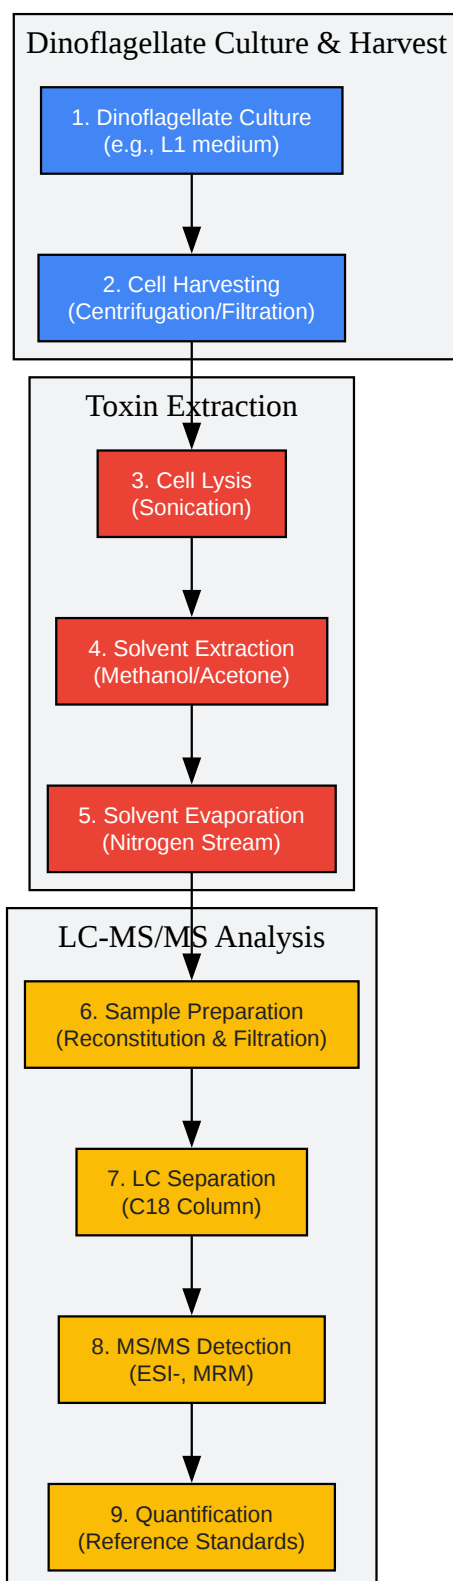 Dinoflagellate Culture & Harvest
1. Dinoflagellate Culture
(e.g., L1 medium)
2. Cell Harvesting
(Centrifugation/Filtration)
Toxin Extraction
3. Cell Lysis
(Sonication)
4. Solvent Extraction
(Methanol/Acetone)
5. Solvent Evaporation
(Nitrogen Stream)
LC-MS/MS Analysis
6. Sample Preparation
(Reconstitution & Filtration)
7. LC Separation
(C18 Column)
8. MS/MS Detection
(ESI-, MRM)
9. Quantification
(Reference Standards)